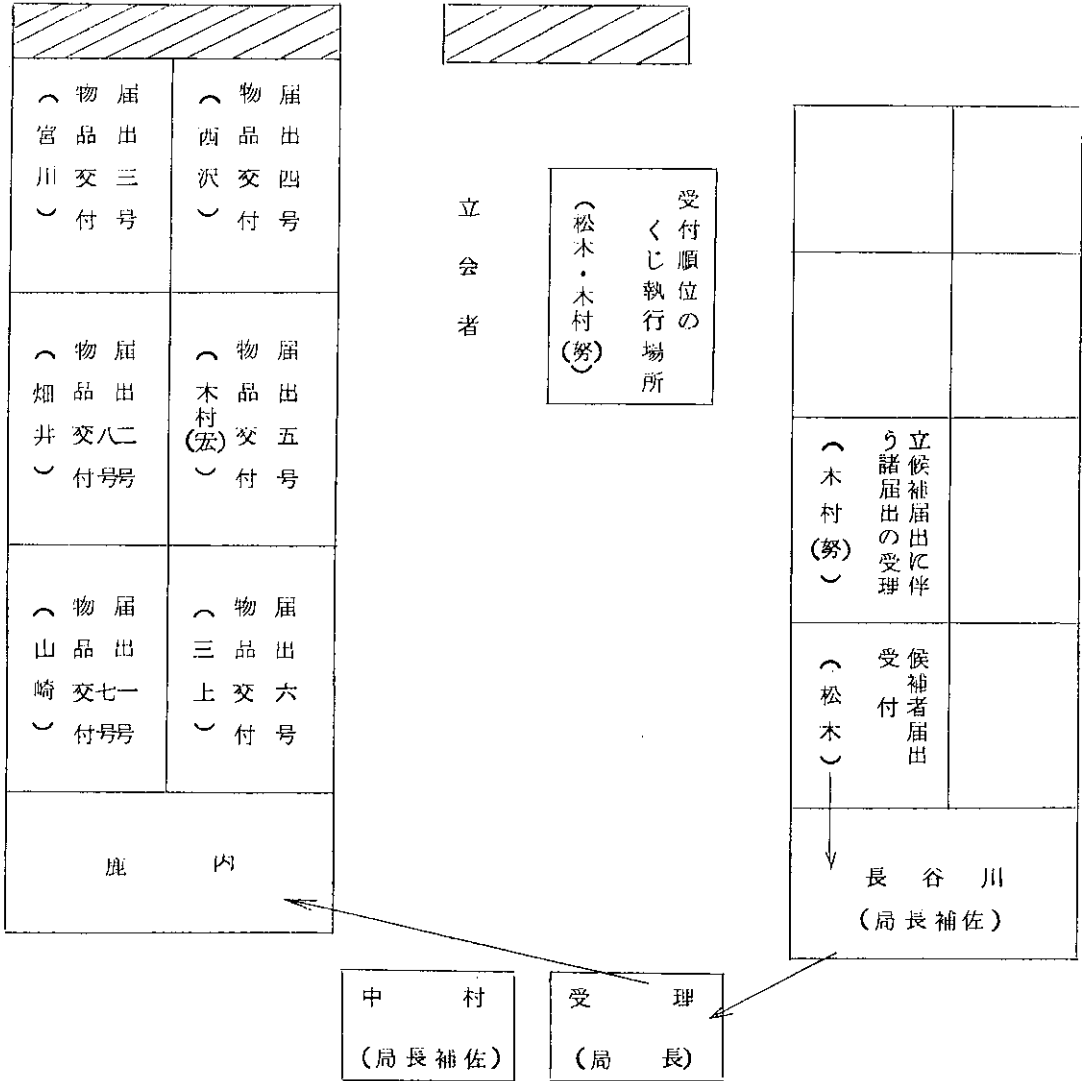 届出四号
物品交付
(西沢)
届出三号
物品交付
(宮川)
届出五号
物品交付
(木村(宏))
届出二号
八号
物品交付
(畑井)
届出六号
物品交付
(三上)
届出一号
七号
物品交付
(山崎)
鹿内
立会者
受付順位の
くじ執行場所
(松木・木村(努))
立候補届出に伴
う諸届出の受理
(木村(努))
候補者届出
受付
(松木)
長谷川
(局長補佐)
受理
(局長)
中村
(局長補佐)